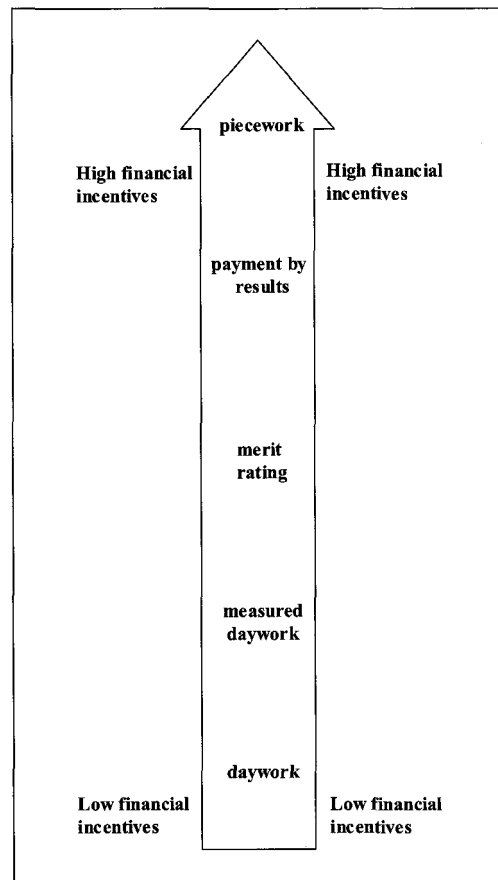 piecework
High financial
incentives
High financial
incentives
payment by
results
merit
rating
measured
daywork
daywork
Low financial
incentives
Low financial
incentives